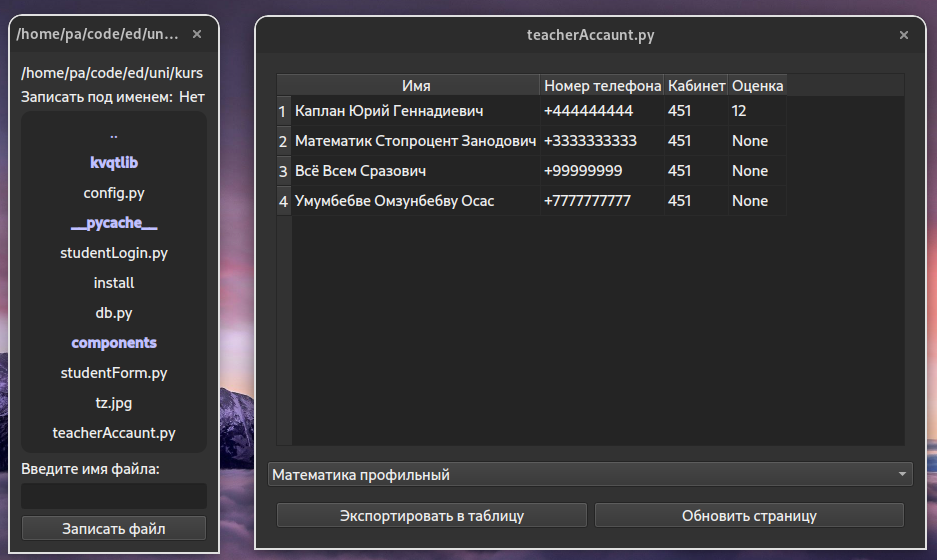 /home/pa/code/ed/un...
/home/pa/code/ed/uni/kurs
Записать под именем: Нет
..
kvqtlib
config.py
__pycache__
studentLogin.py
install
db.py
components
studentForm.py
tz.jpg
teacherAccaunt.py
Введите имя файла:
Записать файл
teacherAccaunt.py
Имя Номер телефона Кабинет Оценка
1 Каплан Юрий Геннадиевич +444444444 451 12
2 Математик Стопроцент Занодович +3333333333 451 None
3 Всё Всем Сразович +99999999 451 None
4 Умумбебве Омзунбебву Осас +7777777777 451 None
Математика профильный
Экспортировать в таблицу Обновить страницу